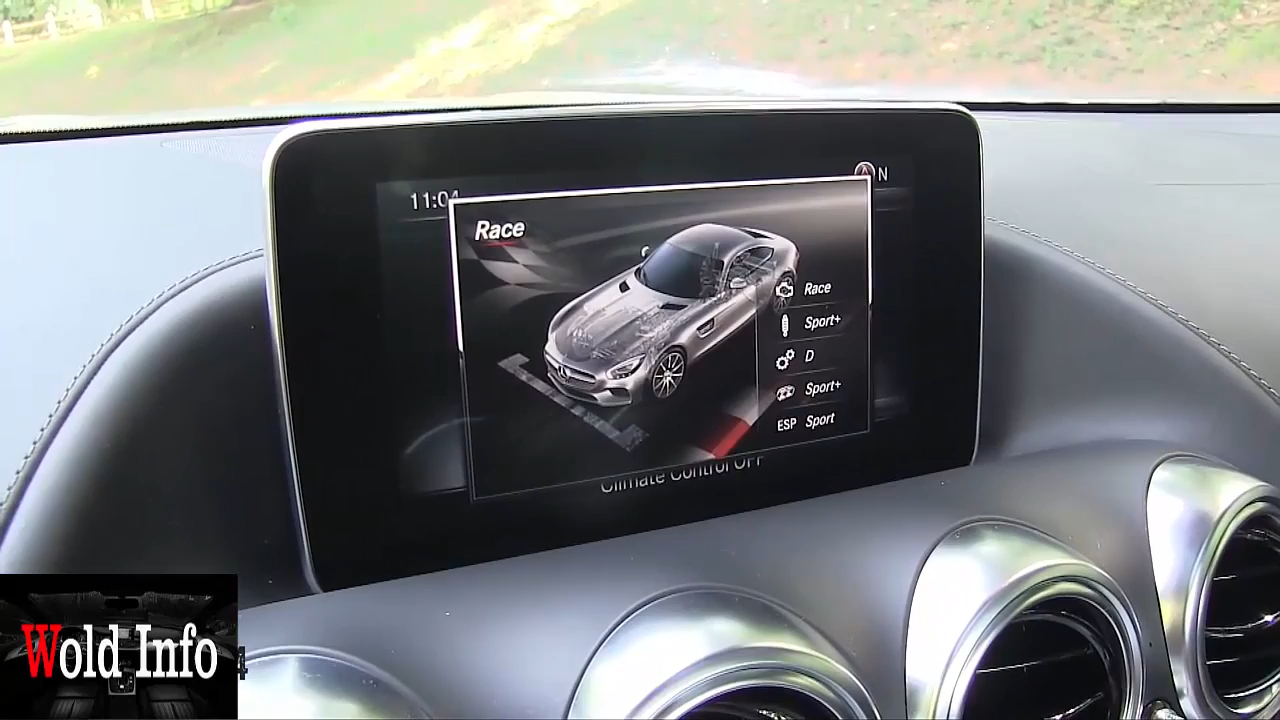 11:04
N
Race
Race
Sport+
D
Sport+
ESP Sport
Climate Control OFF
Wold Info